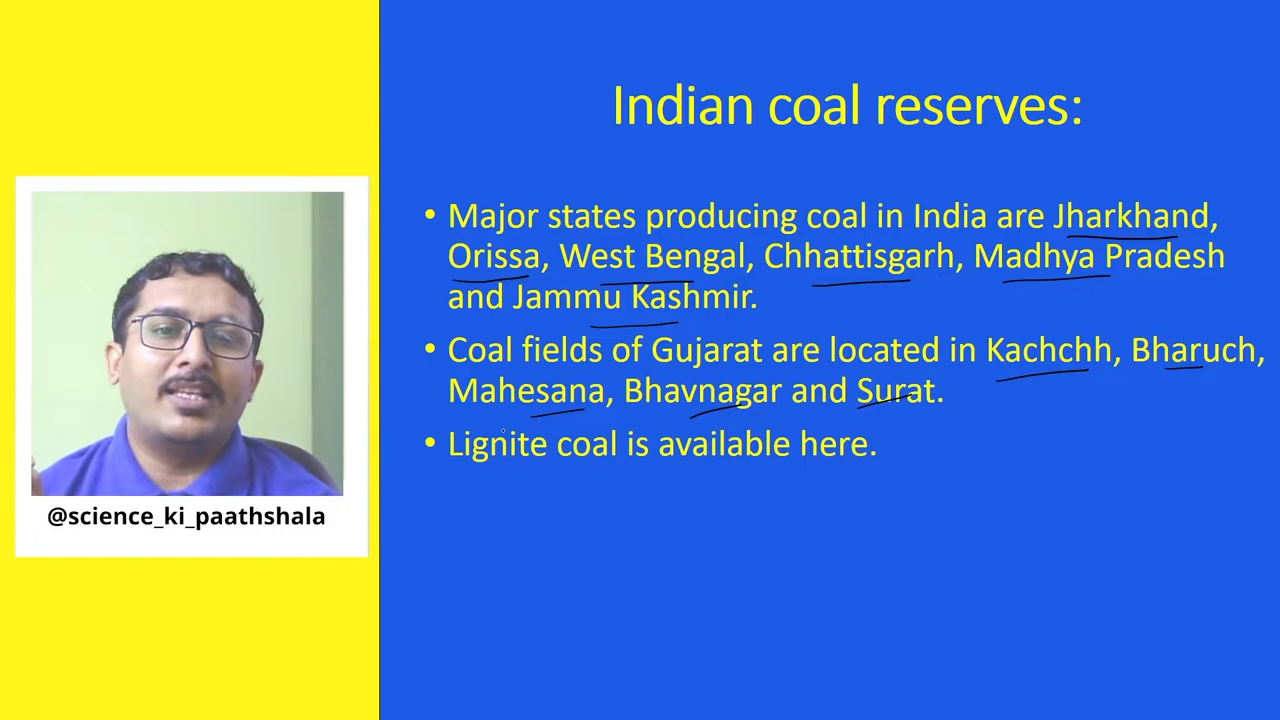 Indian coal reserves:
• Major states producing coal in India are Jharkhand,
Orissa, West Bengal, Chhattisgarh, Madhya Pradesh
and Jammu Kashmir.
• Coal fields of Gujarat are located in Kachchh, Bharuch,
Mahesana, Bhavnagar and Surat.
• Lignite coal is available here.
@science_ki_paathshala